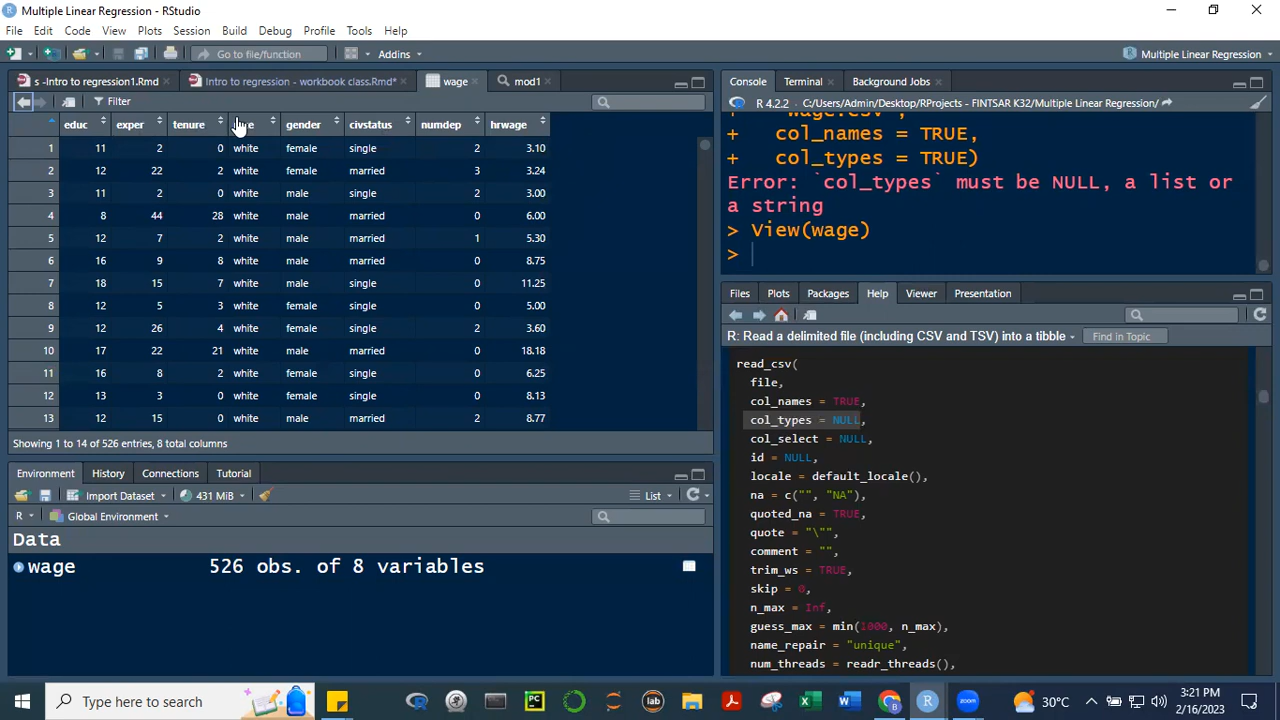 Multiple Linear Regression - RStudio
File Edit Code View Plots Session Build Debug Profile Tools Help
Go to file/function Addins Multiple Linear Regression
s -Intro to regression1.Rmd Intro to regression - workbook class.Rmd* wage mod1
Filter
educ exper tenure gender civstatus numdep hrwage
1 11 2 0 white female single 2 3.10
2 12 22 2 white female married 3 3.24
3 11 2 0 white male single 2 3.00
4 8 44 28 white male married 0 6.00
5 12 7 2 white male married 1 5.30
6 16 9 8 white male married 0 8.75
7 18 15 7 white male single 0 11.25
8 12 5 3 white female single 0 5.00
9 12 26 4 white female single 2 3.60
10 17 22 21 white male married 0 18.18
11 16 8 2 white female single 0 6.25
12 13 3 0 white female single 0 8.13
13 12 15 0 white male married 2 8.77
Showing 1 to 14 of 526 entries, 8 total columns
Environment History Connections Tutorial
Import Dataset 431 MiB List
R Global Environment
Data
wage 526 obs. of 8 variables
Console Terminal Background Jobs
R 4.2.2 · C:/Users/Admin/Desktop/RProjects - FINTSAR K32/Multiple Linear Regression/
+ "wage.csv",
+ col_names = TRUE,
+ col_types = TRUE)
Error: `col_types` must be NULL, a list or
a string
> View(wage)
>
Files Plots Packages Help Viewer Presentation
R: Read a delimited file (including CSV and TSV) into a tibble Find in Topic
read_csv(
file,
col_names = TRUE,
col_types = NULL,
col_select = NULL,
id = NULL,
locale = default_locale(),
na = c("", "NA"),
quoted_na = TRUE,
quote = "\"",
comment = "",
trim_ws = TRUE,
skip = 0,
n_max = Inf,
guess_max = min(1000, n_max),
name_repair = "unique",
num_threads = readr_threads(),
Type here to search
PC
lab
zoom
30°C
3:21 PM
2/16/2023